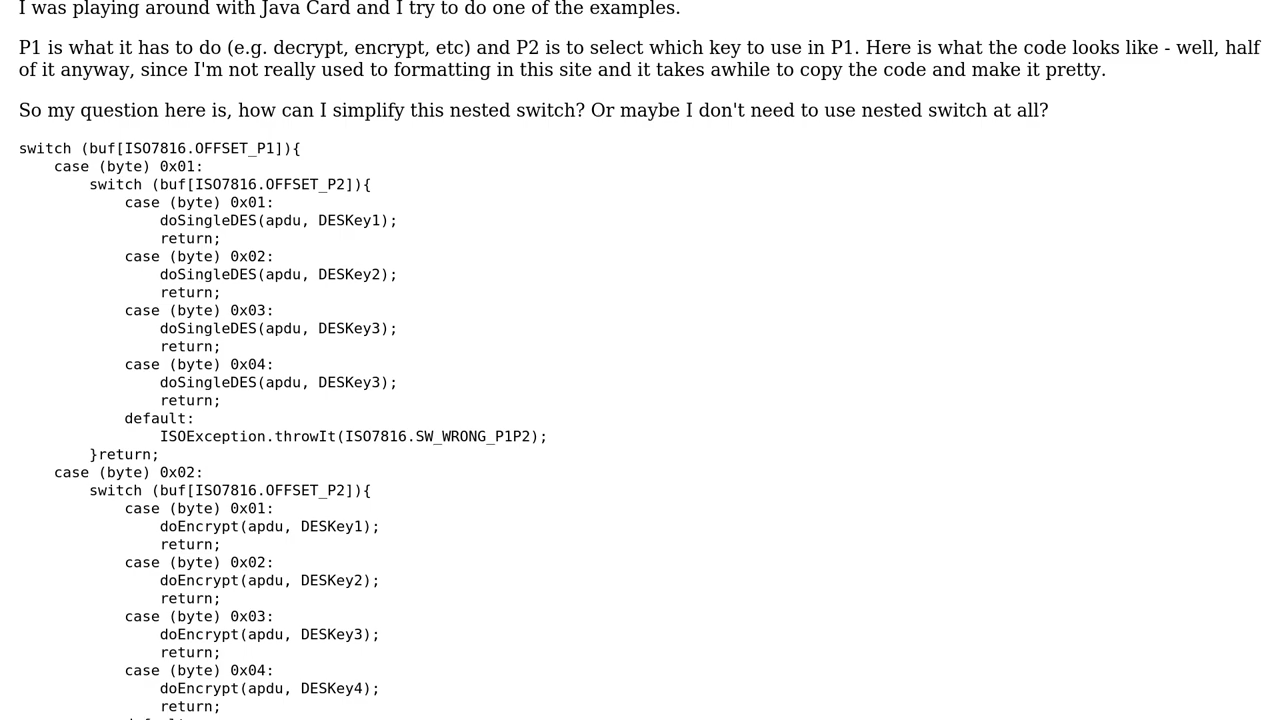 I was playing around with Java Card and I try to do one of the examples.
P1 is what it has to do (e.g. decrypt, encrypt, etc) and P2 is to select which key to use in P1. Here is what the code looks like - well, half
of it anyway, since I'm not really used to formatting in this site and it takes awhile to copy the code and make it pretty.
So my question here is, how can I simplify this nested switch? Or maybe I don't need to use nested switch at all?
switch (buf[ISO7816.OFFSET_P1]){
    case (byte) 0x01:
        switch (buf[ISO7816.OFFSET_P2]){
            case (byte) 0x01:
                doSingleDES(apdu, DESKey1);
                return;
            case (byte) 0x02:
                doSingleDES(apdu, DESKey2);
                return;
            case (byte) 0x03:
                doSingleDES(apdu, DESKey3);
                return;
            case (byte) 0x04:
                doSingleDES(apdu, DESKey3);
                return;
            default:
                ISOException.throwIt(ISO7816.SW_WRONG_P1P2);
        }return;
    case (byte) 0x02:
        switch (buf[ISO7816.OFFSET_P2]){
            case (byte) 0x01:
                doEncrypt(apdu, DESKey1);
                return;
            case (byte) 0x02:
                doEncrypt(apdu, DESKey2);
                return;
            case (byte) 0x03:
                doEncrypt(apdu, DESKey3);
                return;
            case (byte) 0x04:
                doEncrypt(apdu, DESKey4);
                return;